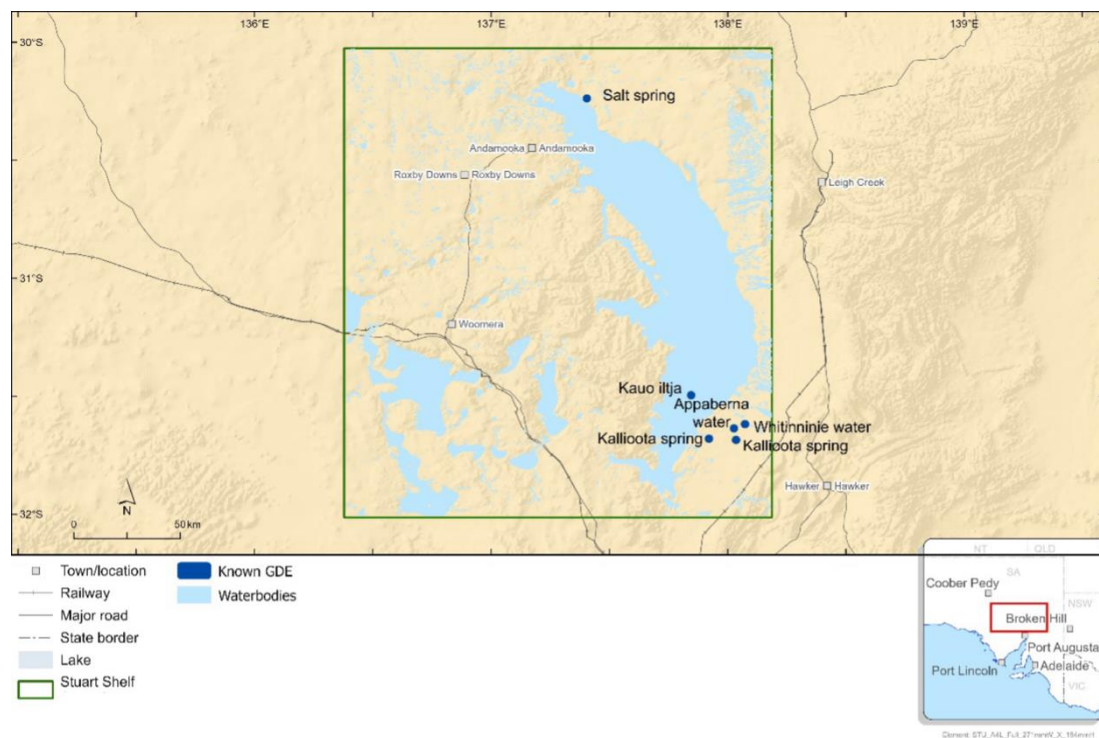 136°E 137°E 138°E 139°E
30°S
Salt spring
Andamooka Andamooka
Roxby Downs Roxby Downs
Leigh Creek
31°S
Woomera
Kauo iltja
Appaberna
water
Whitinninie water
Kallioota spring
Kallioota spring
Hawker Hawker
32°S
N
0 50 km
Town/location
Railway
Major road
State border
Lake
Stuart Shelf
Known GDE
Waterbodies
NT QLD
SA
Coober Pedy
NSW
Broken Hill
Port Augusta
Port Lincoln
Adelaide
VIC